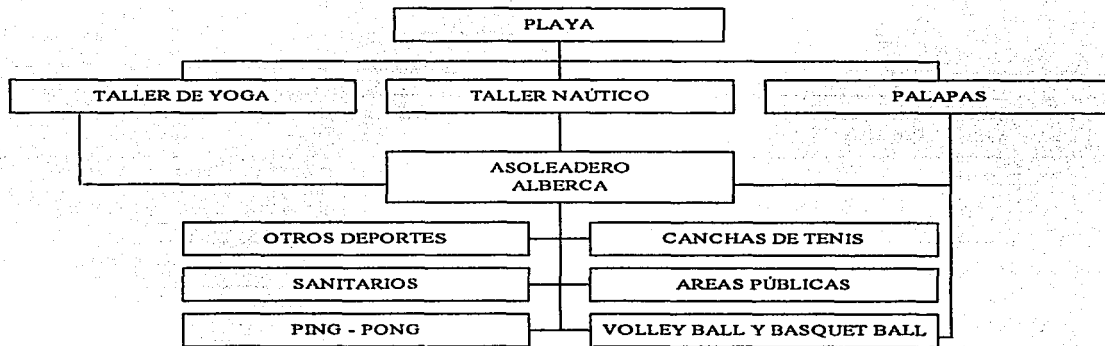 PLAYA
TALLER DE YOGA
TALLER NAÚTICO
PALAPAS
ASOLEADERO
ALBERCA
OTROS DEPORTES
CANCHAS DE TENIS
SANITARIOS
AREAS PÚBLICAS
PING - PONG
VOLLEY BALL Y BASQUET BALL